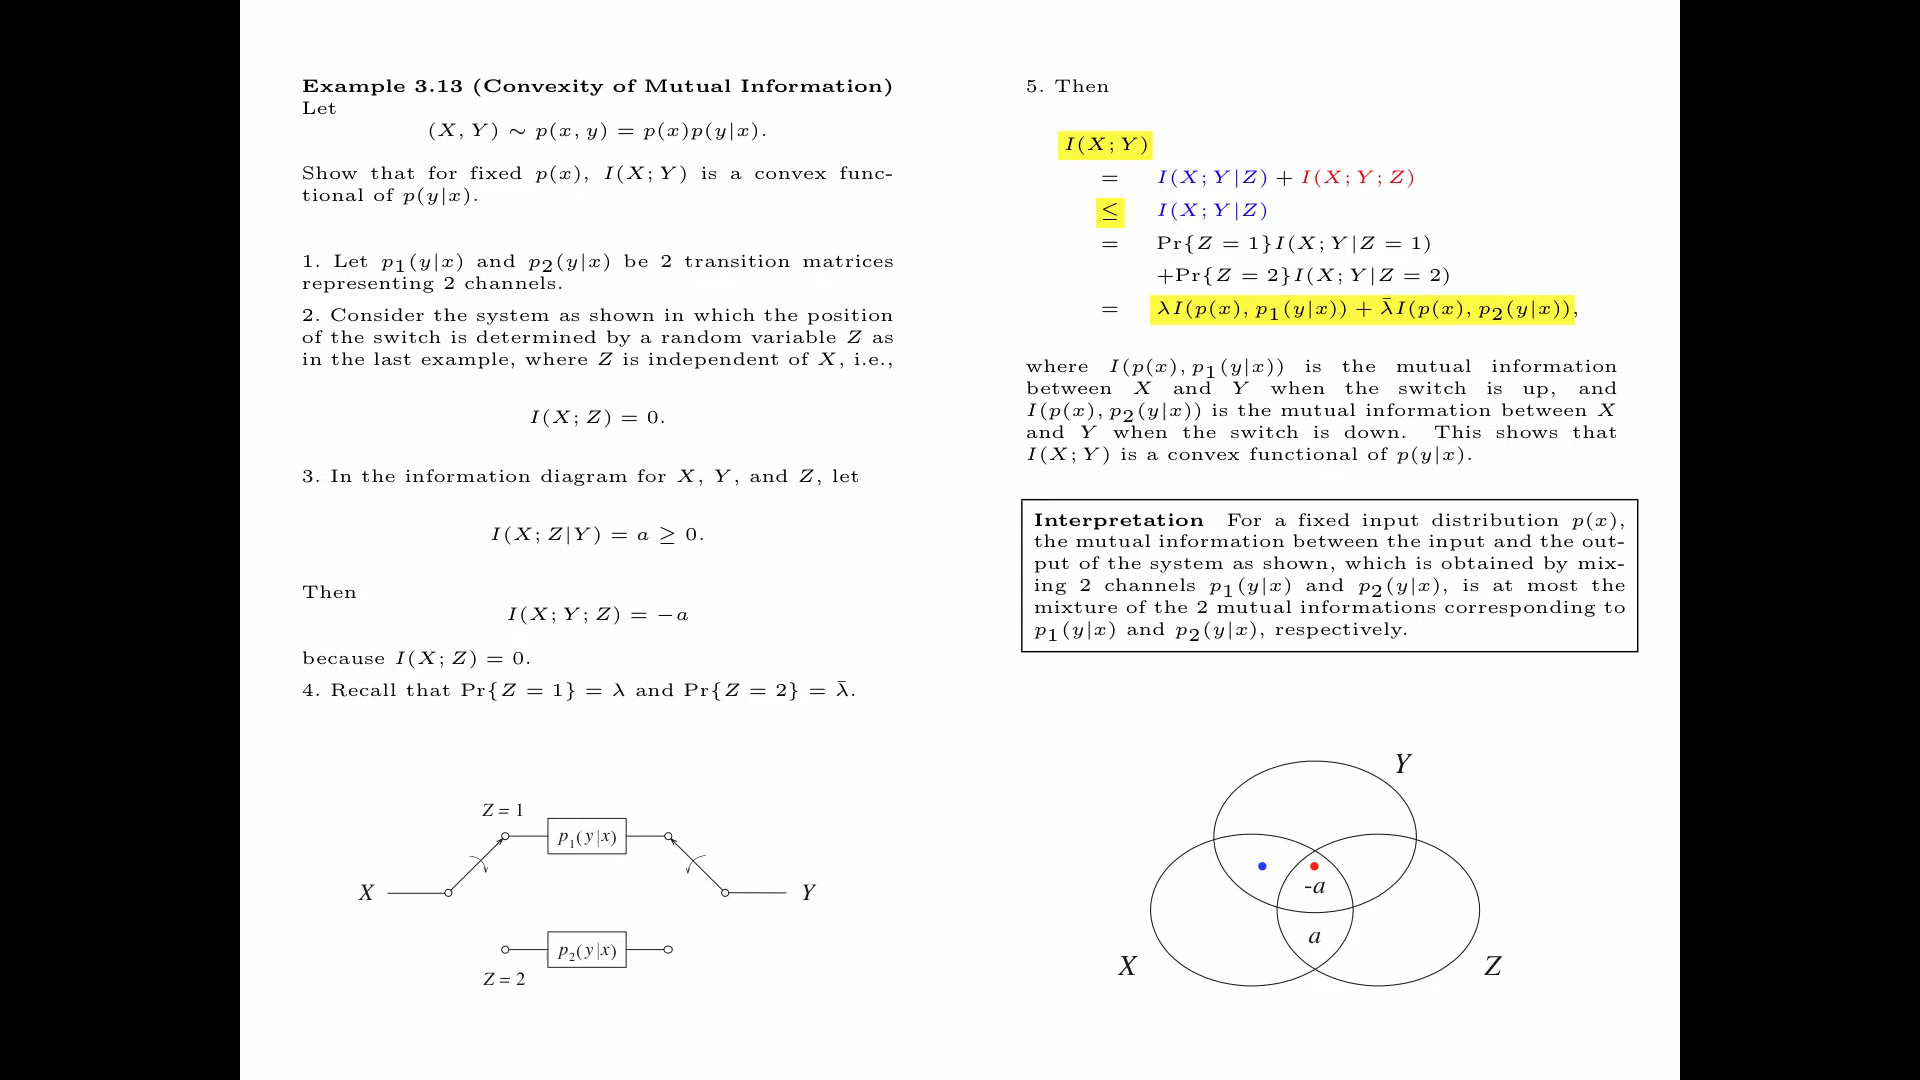 Example 3.13 (Convexity of Mutual Information)
Let
(X, Y) ∼ p(x, y) = p(x)p(y|x).
Show that for fixed p(x), I(X; Y) is a convex func-
tional of p(y|x).
1. Let p₁(y|x) and p₂(y|x) be 2 transition matrices
representing 2 channels.
2. Consider the system as shown in which the position
of the switch is determined by a random variable Z as
in the last example, where Z is independent of X, i.e.,
I(X; Z) = 0.
3. In the information diagram for X, Y, and Z, let
I(X; Z|Y) = a ≥ 0.
Then
I(X; Y; Z) = −a
because I(X; Z) = 0.
4. Recall that Pr{Z = 1} = λ and Pr{Z = 2} = λ̄.
Z = 1
p₁(y|x)
X
Y
p₂(y|x)
Z = 2
5. Then
I(X; Y)
= I(X; Y|Z) + I(X; Y; Z)
≤ I(X; Y|Z)
= Pr{Z = 1}I(X; Y|Z = 1)
+Pr{Z = 2}I(X; Y|Z = 2)
= λI(p(x), p₁(y|x)) + λ̄I(p(x), p₂(y|x)),
where I(p(x), p₁(y|x)) is the mutual information
between X and Y when the switch is up, and
I(p(x), p₂(y|x)) is the mutual information between X
and Y when the switch is down. This shows that
I(X; Y) is a convex functional of p(y|x).
Interpretation For a fixed input distribution p(x),
the mutual information between the input and the out-
put of the system as shown, which is obtained by mix-
ing 2 channels p₁(y|x) and p₂(y|x), is at most the
mixture of the 2 mutual informations corresponding to
p₁(y|x) and p₂(y|x), respectively.
Y
-a
a
X
Z